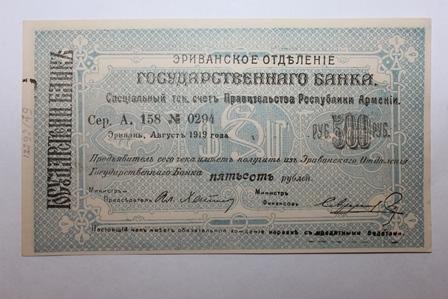 ЭРИВАНСКОЕ ОТДѢЛЕНІЕ
ГОСУДАРСТВЕННАГО БАНКА.
Спеціальный тек. счетъ Правительства Республики Арменіи.
Сер. А. 158 № 0294
Эривань, Августъ 1919 года
РУБ. 500 РУБ.
Предъявитель сего чека имѣетъ получить изъ Эриванскаго Отдѣленія
Государственнаго Банка пятьсотъ рублей.
Министръ-
Предсѣдатель
Министръ
Финансовъ
Настоящій чекъ имѣетъ обязательное хожденіе наравнѣ съ кредитными билетами